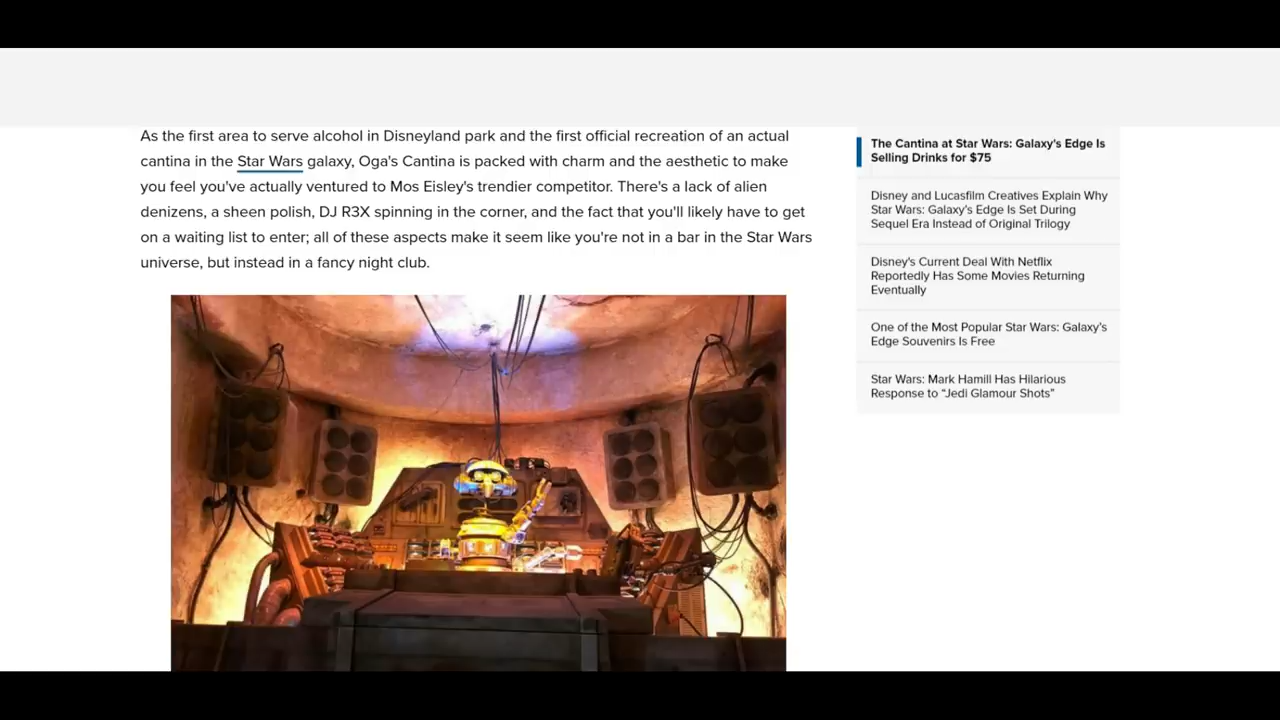 As the first area to serve alcohol in Disneyland park and the first official recreation of an actual
cantina in the Star Wars galaxy, Oga's Cantina is packed with charm and the aesthetic to make
you feel you've actually ventured to Mos Eisley's trendier competitor. There's a lack of alien
denizens, a sheen polish, DJ R3X spinning in the corner, and the fact that you'll likely have to get
on a waiting list to enter; all of these aspects make it seem like you're not in a bar in the Star Wars
universe, but instead in a fancy night club.
The Cantina at Star Wars: Galaxy's Edge Is
Selling Drinks for $75
Disney and Lucasfilm Creatives Explain Why
Star Wars: Galaxy's Edge Is Set During
Sequel Era Instead of Original Trilogy
Disney's Current Deal With Netflix
Reportedly Has Some Movies Returning
Eventually
One of the Most Popular Star Wars: Galaxy's
Edge Souvenirs Is Free
Star Wars: Mark Hamill Has Hilarious
Response to “Jedi Glamour Shots”